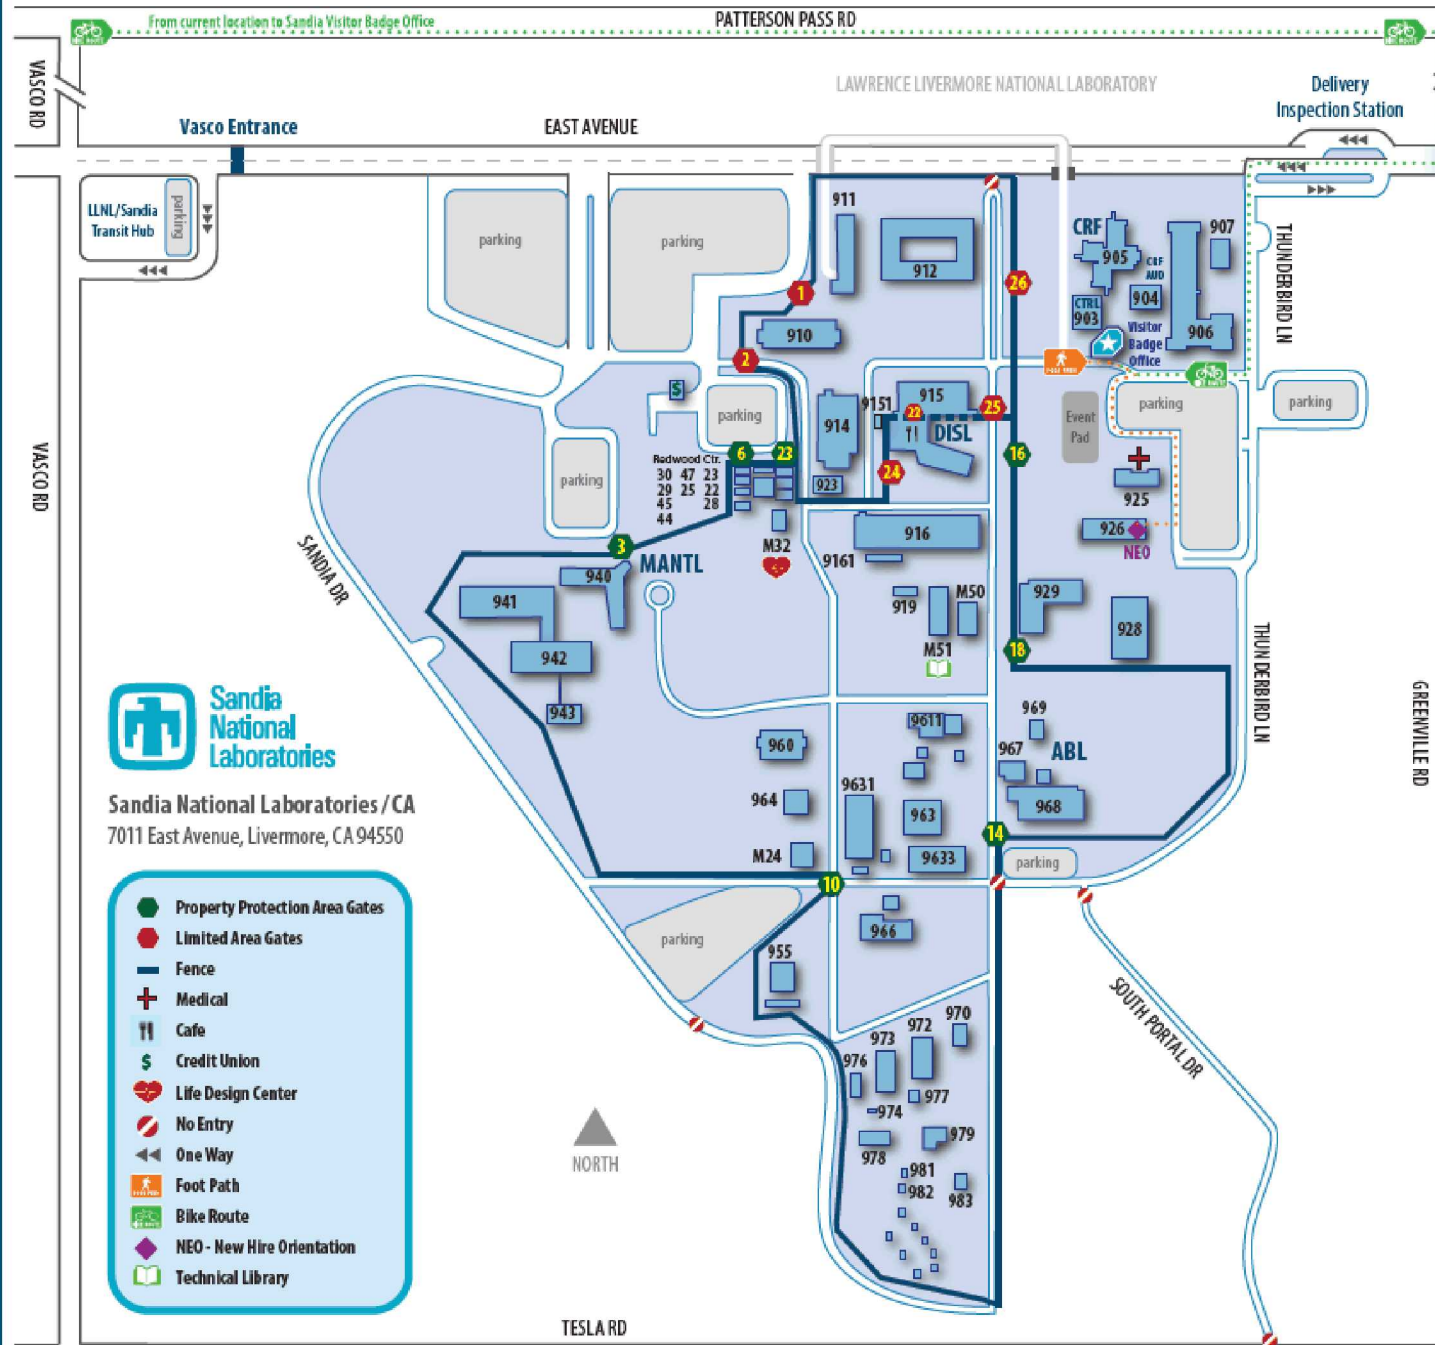 From current location to Sandia Visitor Badge Office
PATTERSON PASS RD
VASCO RD
LAWRENCE LIVERMORE NATIONAL LABORATORY
Delivery
Inspection Station
Vasco Entrance
EAST AVENUE
LLNL/Sandia
Transit Hub
parking
parking
parking
911
912
CRF
905
CRF
AUD
904
907
CTRL
903
906
THUNDERBIRD LN
1
26
910
Visitor
Badge
Office
2
$
parking
914
9151
915
22
25
DISL
Event
Pad
parking
parking
VASCO RD
6
23
16
Redwood Ctr.
30 47 23
29 25 22
45 28
44
parking
923
24
925
916
926
NEO
SANDIA DR
3
MANTL
M32
9161
940
941
919
M50
929
928
M51
942
18
THUNDERBIRD LN
943
GREENVILLE RD
Sandia
National
Laboratories
960
9611
969
967
ABL
964
9631
963
968
Sandia National Laboratories / CA
7011 East Avenue, Livermore, CA 94550
M24
9633
14
parking
10
parking
966
955
SOUTH PORTAL DR
Property Protection Area Gates
Limited Area Gates
Fence
Medical
Cafe
$ Credit Union
Life Design Center
No Entry
One Way
Foot Path
Bike Route
NEO - New Hire Orientation
Technical Library
970
972
973
976
977
974
979
978
981
982
983
NORTH
TESLA RD